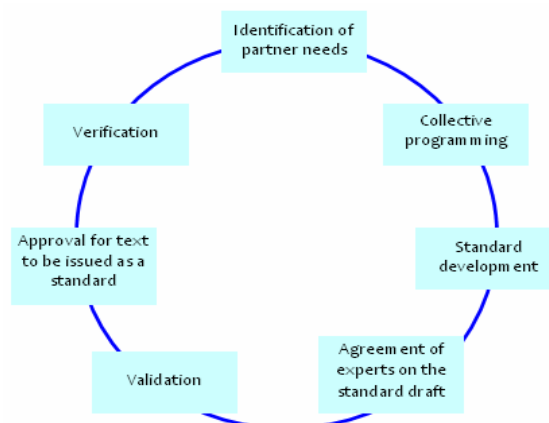 Identification of
partner needs
Collective
programming
Standard
development
Agreement of
experts on the
standard draft
Validation
Approval for text
to be issued as a
standard
Verification